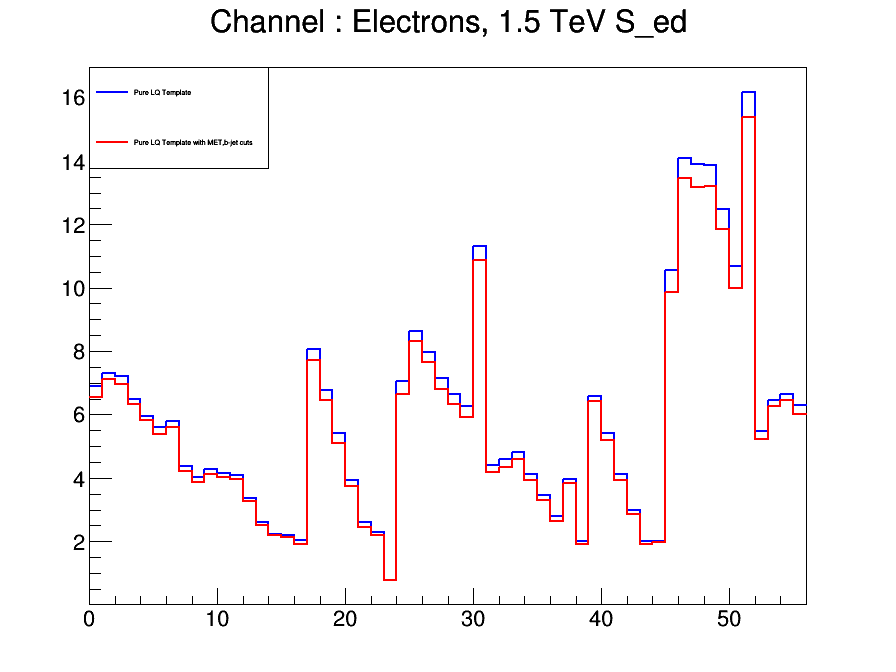 Channel : Electrons, 1.5 TeV S_ed
Pure LQ Template
Pure LQ Template with MET,b-jet cuts
16
14
12
10
8
6
4
2
0 10 20 30 40 50